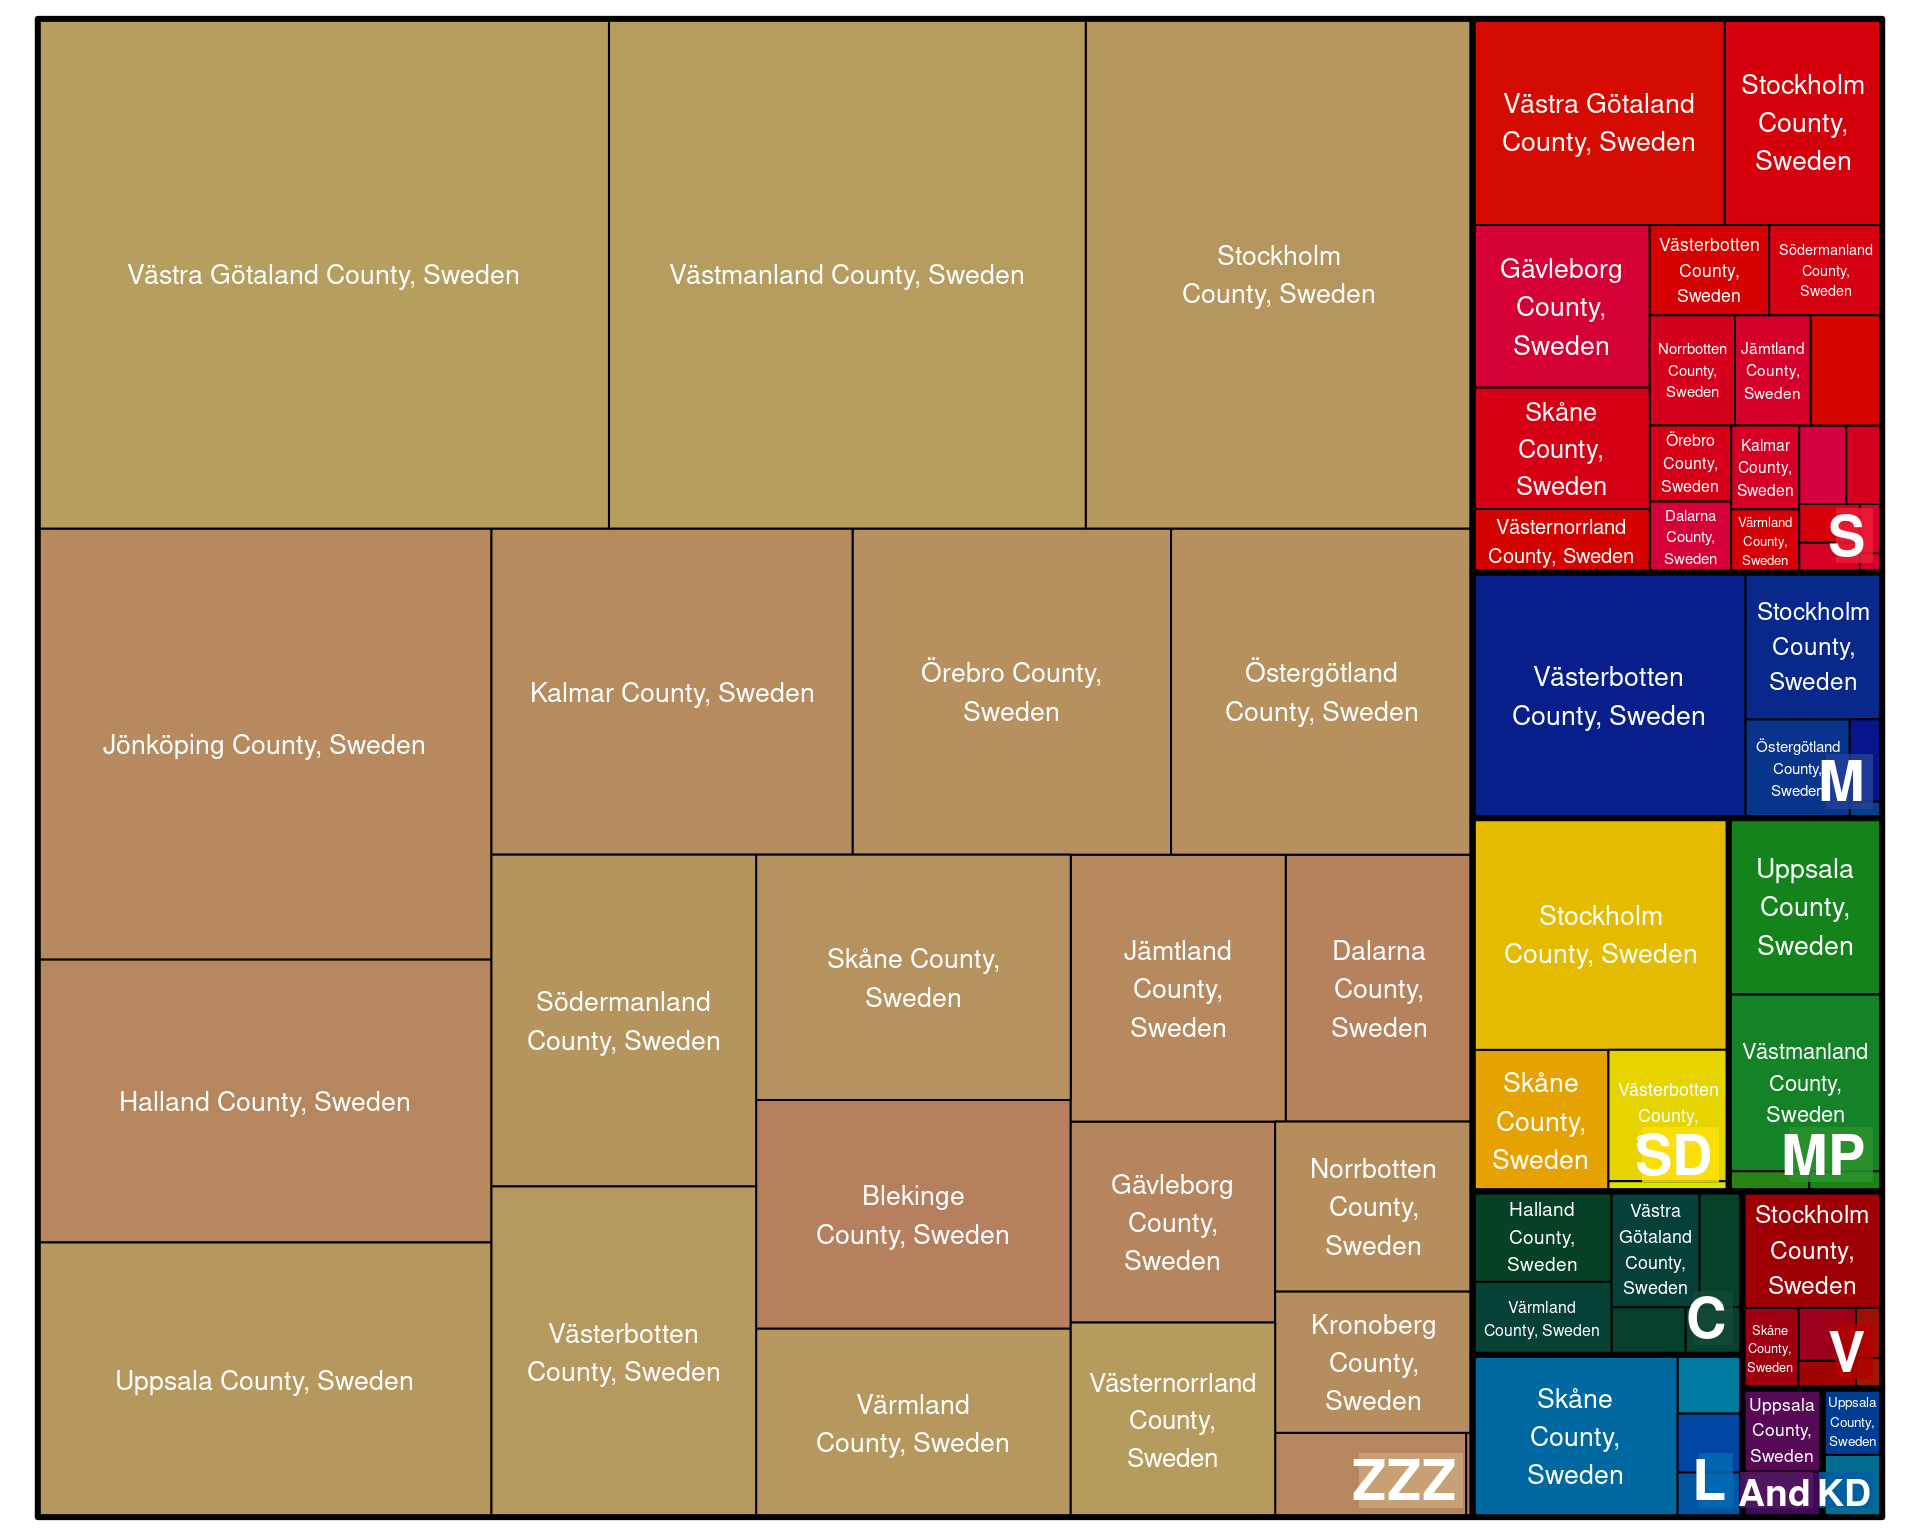 Västra Götaland County, Sweden
Västmanland County, Sweden
Stockholm
County, Sweden
Jönköping County, Sweden
Kalmar County, Sweden
Örebro County,
Sweden
Östergötland
County, Sweden
Halland County, Sweden
Uppsala County, Sweden
Södermanland
County, Sweden
Västerbotten
County, Sweden
Skåne County,
Sweden
Blekinge
County, Sweden
Värmland
County, Sweden
Jämtland
County,
Sweden
Dalarna
County,
Sweden
Gävleborg
County,
Sweden
Västernorrland
County,
Sweden
Norrbotten
County,
Sweden
Kronoberg
County,
Sweden
ZZZ
Västra Götaland
County, Sweden
Stockholm
County,
Sweden
Gävleborg
County,
Sweden
Skåne
County,
Sweden
Västernorrland
County, Sweden
Västerbotten
County,
Sweden
Södermanland
County,
Sweden
Norrbotten
County,
Sweden
Jämtland
County,
Sweden
Örebro
County,
Sweden
Dalarna
County,
Sweden
Kalmar
County,
Sweden
Värmland
County,
Sweden
S
Västerbotten
County, Sweden
Stockholm
County,
Sweden
Östergötland
County,
Sweden
M
Stockholm
County, Sweden
Skåne
County,
Sweden
Västerbotten
County,
SD
Uppsala
County,
Sweden
Västmanland
County,
Sweden
MP
Halland
County,
Sweden
Värmland
County, Sweden
Västra
Götaland
County,
Sweden
C
Stockholm
County,
Sweden
Skåne
County,
Sweden
V
Skåne
County,
Sweden
L
Uppsala
County,
Sweden
And
Uppsala
County,
Sweden
KD